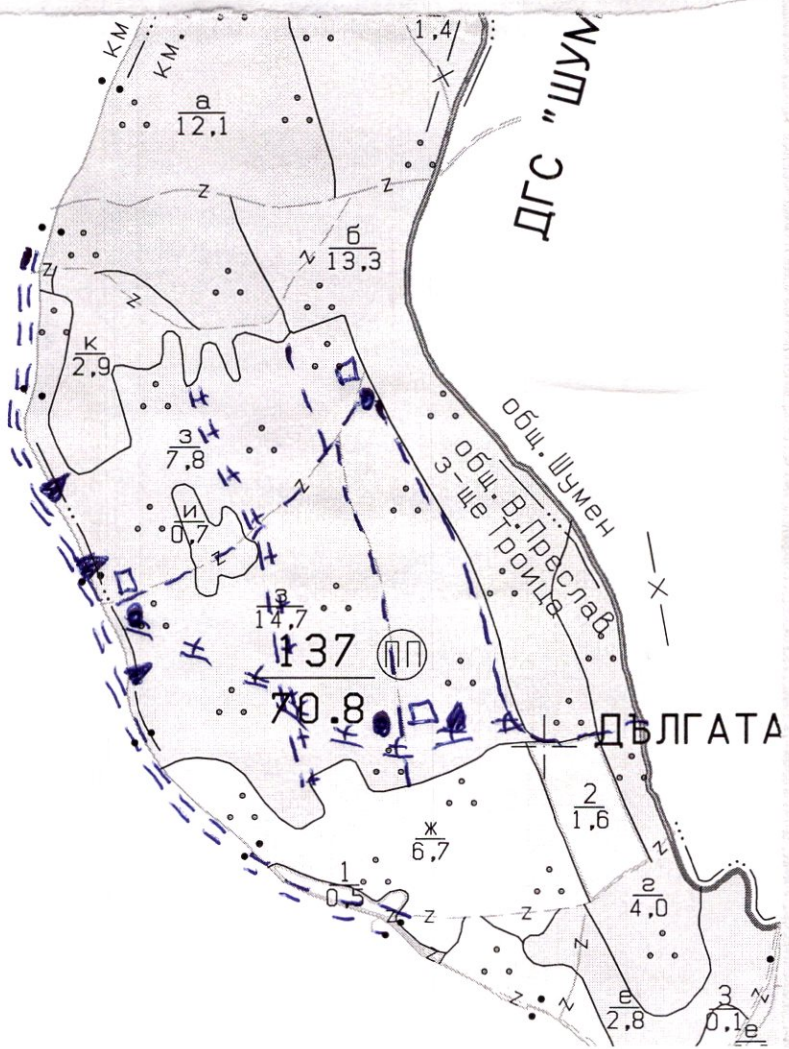 1,4
км
км
а
12,1
ДГС "ШУМ
б
13,3
z
z
z
z
z
к
2,9
з
7,8
и
0,7
z
z
общ. Шумен
общ. В.Преслав
з-ще Троица
з
14,7
137
70.8
ПП
ДЪЛГАТА
ж
6,7
2
1,6
z
1
0,5
z
z
z
г
4,0
z
z
z
z
е
2,8
3
0,1
z
е